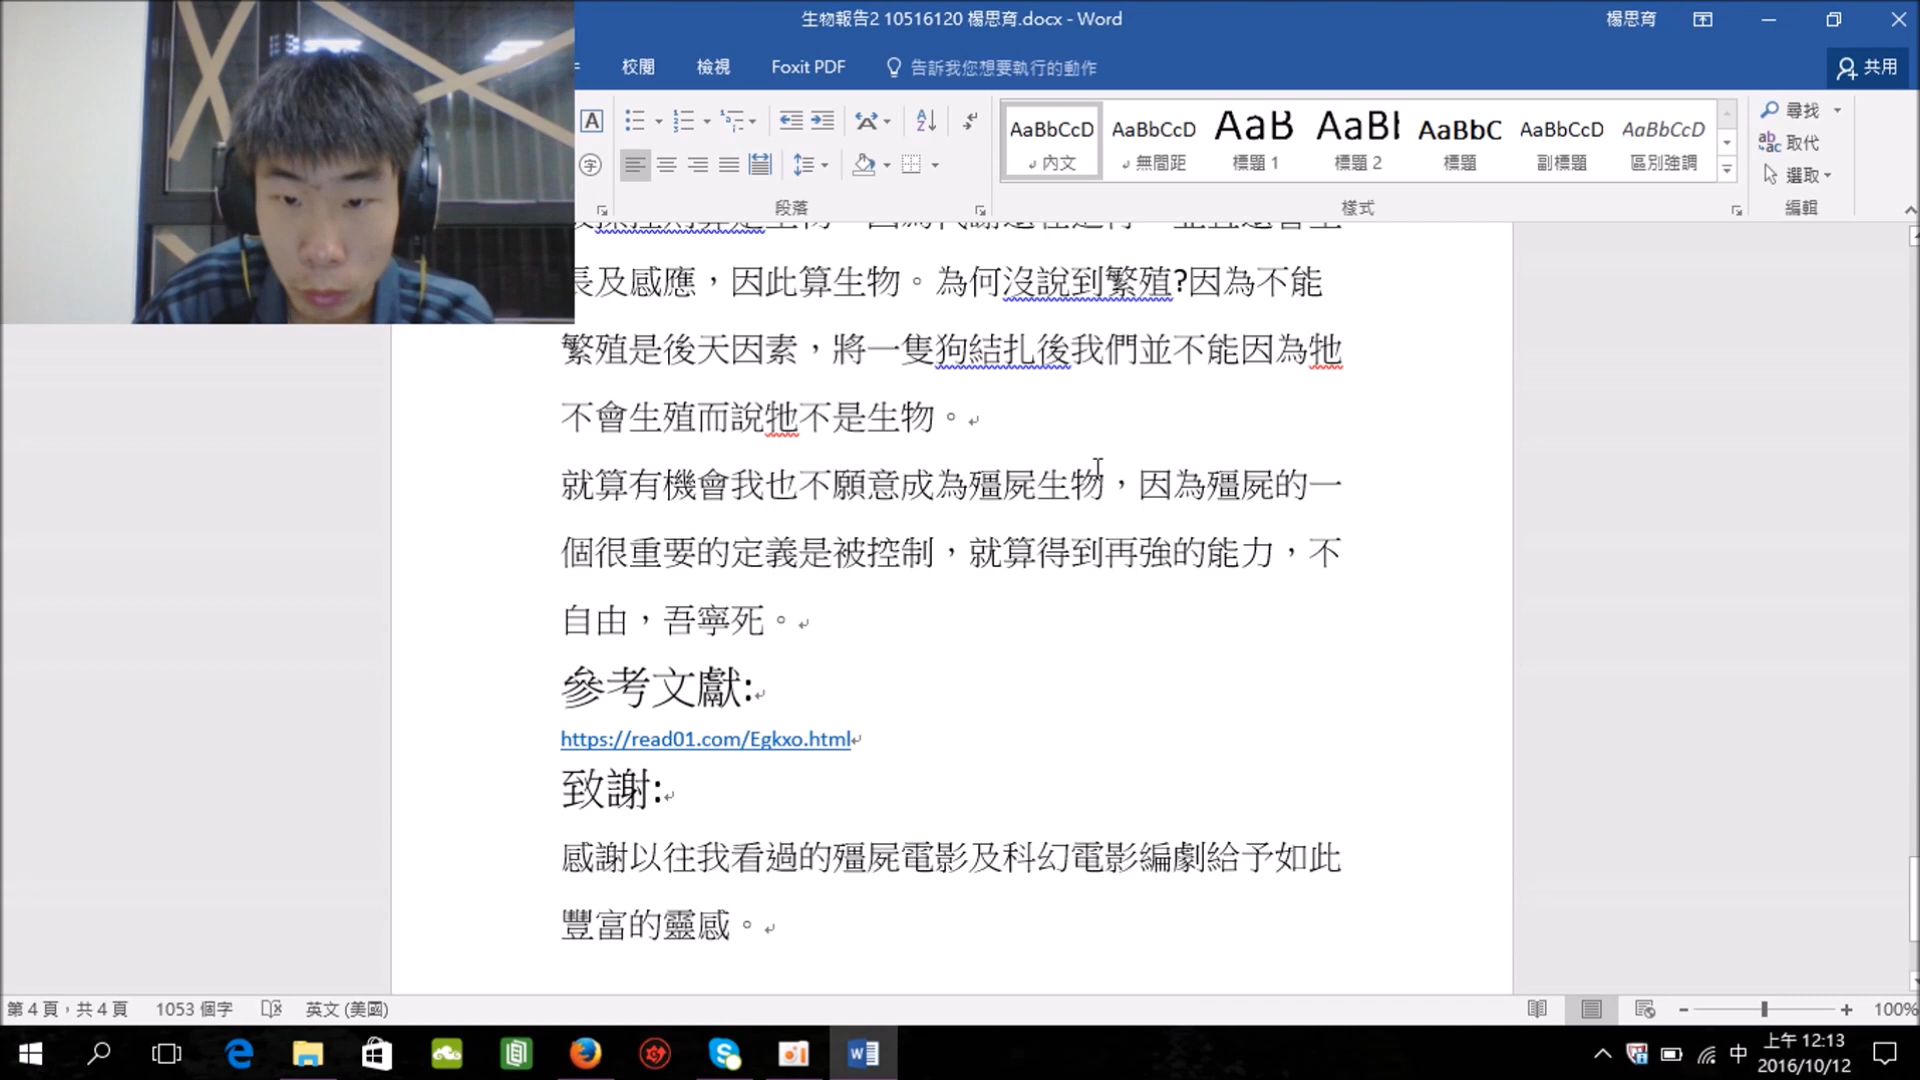 生物報告2 10516120 楊思育.docx - Word
楊思育
校閱 檢視 Foxit PDF 告訴我您想要執行的動作 共用
AaBbCcD AaBbCcD AaB AaBl AaBbC AaBbCcD AaBbCcD
內文 無間距 標題 1 標題 2 標題 副標題 區別強調
尋找
取代
選取
段落 樣式 編輯
長及感應，因此算生物。為何沒說到繁殖?因為不能
繁殖是後天因素，將一隻狗結扎後我們並不能因為牠
不會生殖而說牠不是生物。
就算有機會我也不願意成為殭屍生物，因為殭屍的一
個很重要的定義是被控制，就算得到再強的能力，不
自由，吾寧死。
參考文獻:
https://read01.com/Egkxo.html
致謝:
感謝以往我看過的殭屍電影及科幻電影編劇給予如此
豐富的靈感。
第 4 頁，共 4 頁 1053 個字 英文 (美國) 100%
中 上午 12:13
2016/10/12